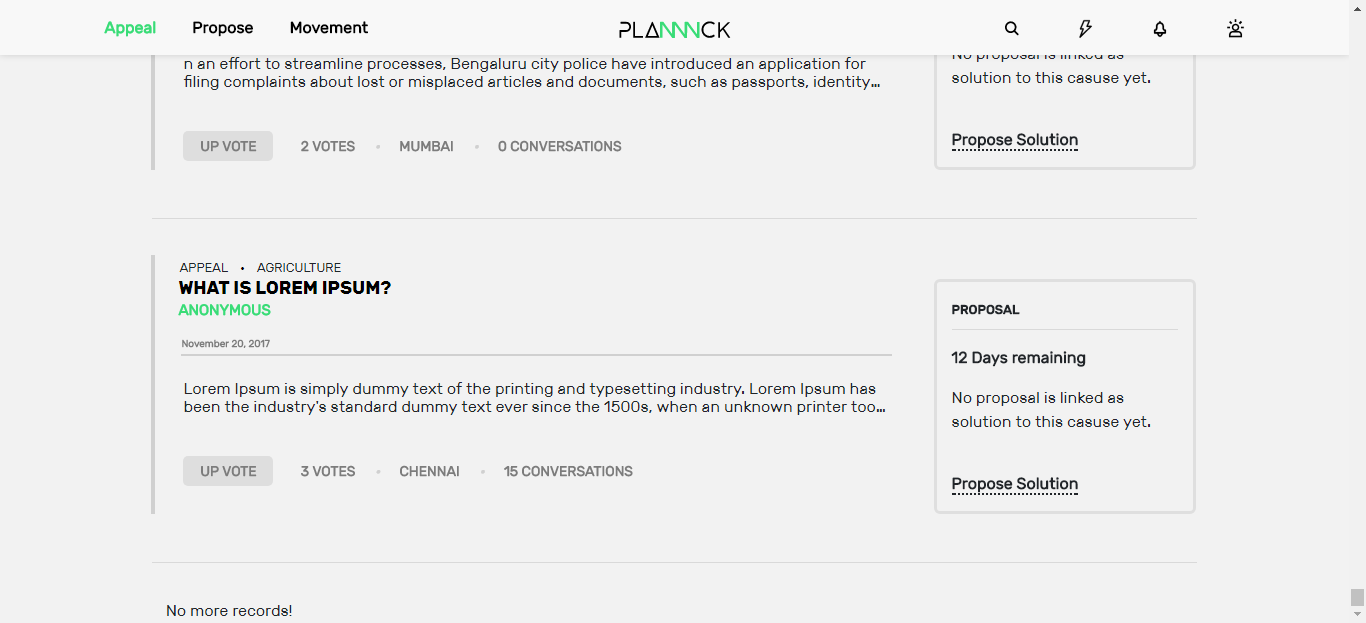 Appeal Propose Movement PLANNNCK
n an effort to streamline processes, Bengaluru city police have introduced an application for
filing complaints about lost or misplaced articles and documents, such as passports, identity...
UP VOTE 2 VOTES • MUMBAI • 0 CONVERSATIONS
No proposal is linked as
solution to this casuse yet.
Propose Solution
APPEAL • AGRICULTURE
WHAT IS LOREM IPSUM?
ANONYMOUS
November 20, 2017
Lorem Ipsum is simply dummy text of the printing and typesetting industry. Lorem Ipsum has
been the industry's standard dummy text ever since the 1500s, when an unknown printer too...
UP VOTE 3 VOTES • CHENNAI • 15 CONVERSATIONS
PROPOSAL
12 Days remaining
No proposal is linked as
solution to this casuse yet.
Propose Solution
No more records!